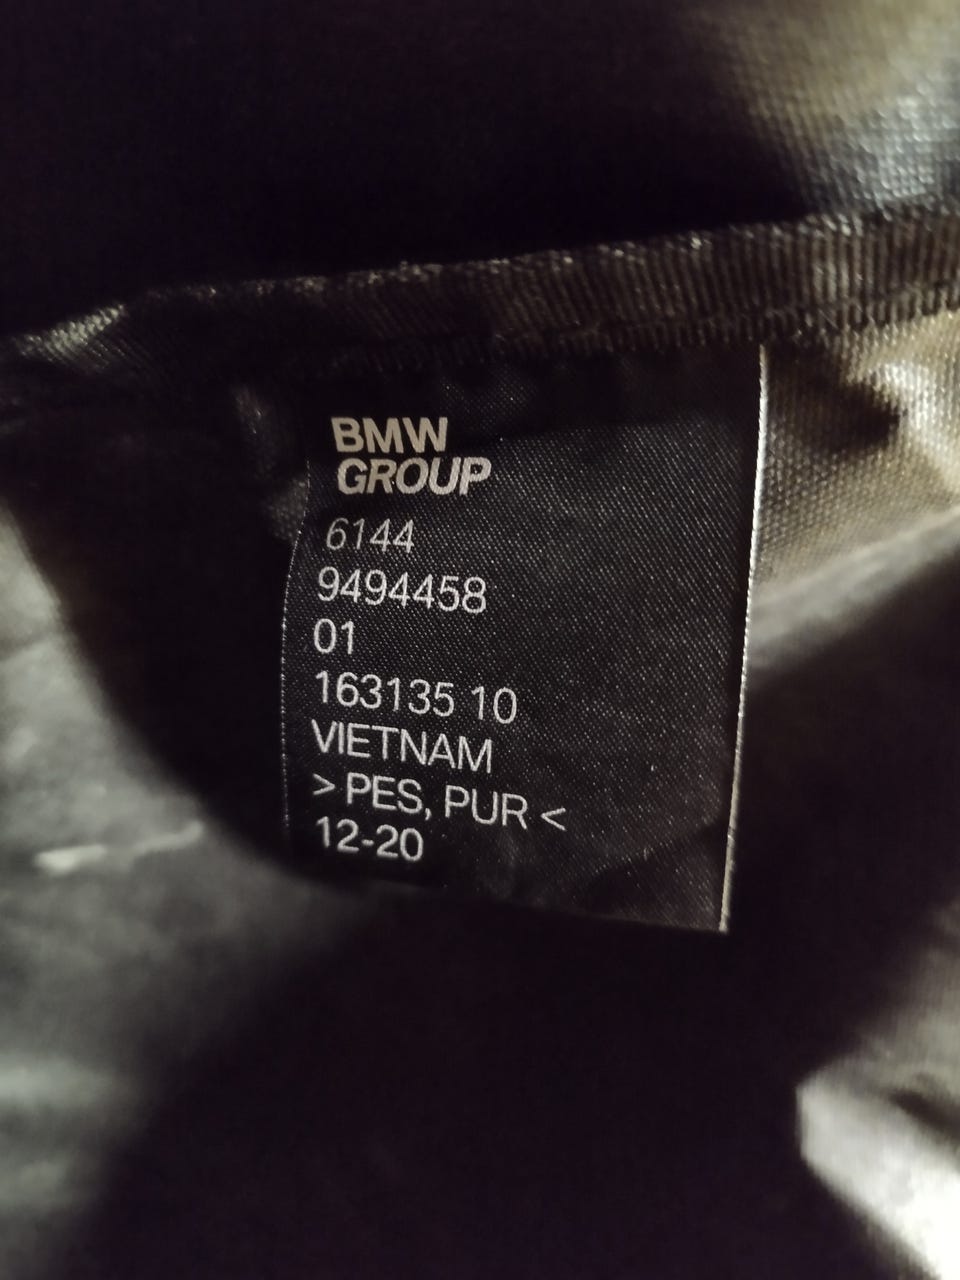 BMW
GROUP
6144
9494458
01
163135 10
VIETNAM
> PES, PUR <
12-20